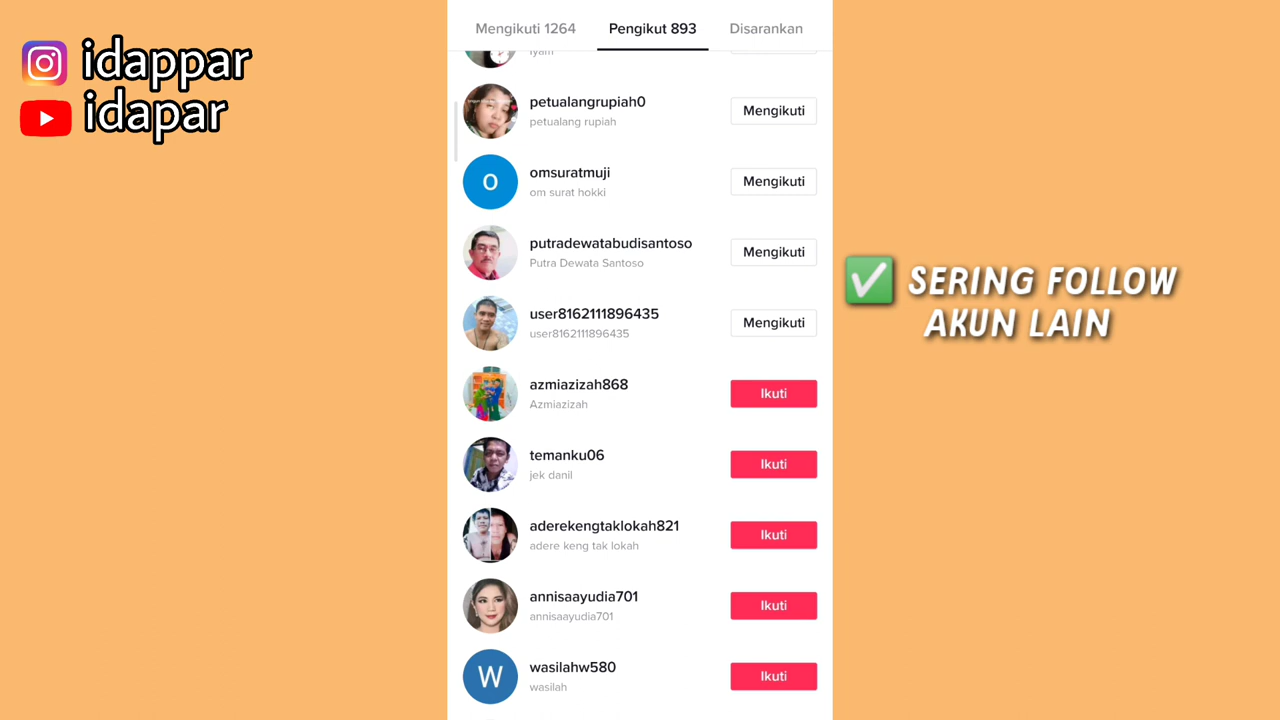 idappar
idapar
Mengikuti 1264
Pengikut 893
Disarankan
petualangrupiah0
petualang rupiah
Mengikuti
O
omsuratmuji
om surat hokki
Mengikuti
putradewatabudisantoso
Putra Dewata Santoso
Mengikuti
user8162111896435
user8162111896435
Mengikuti
azmiazizah868
Azmiazizah
Ikuti
temanku06
jek danil
Ikuti
aderekengtaklokah821
adere keng tak lokah
Ikuti
annisaayudia701
annisaayudia701
Ikuti
W
wasilahw580
wasilah
Ikuti
✅ SERING FOLLOW
AKUN LAIN